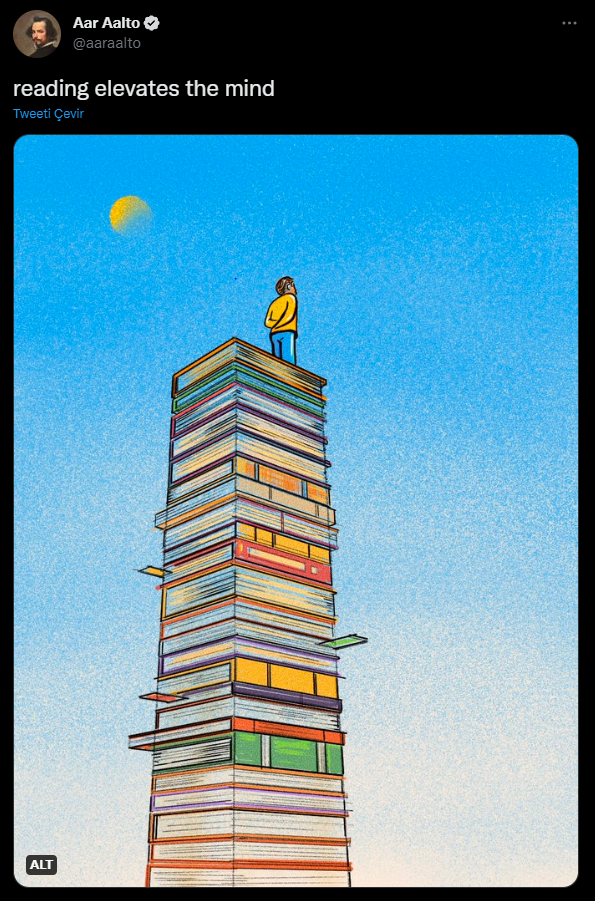 Aar Aalto
@aaraalto
reading elevates the mind
Tweeti Çevir
ALT